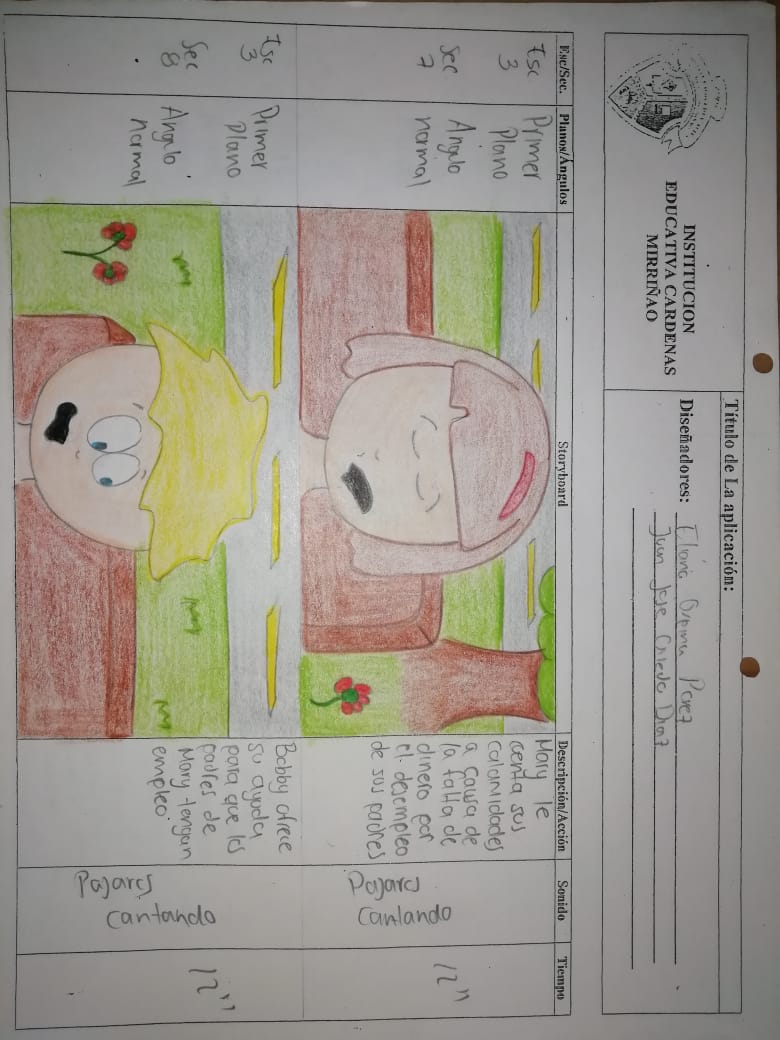 INSTITUCION
EDUCATIVA CARDENAS
MIRRIÑAO
Título de La aplicación:
Diseñadores: Eliana Ospina Perez
Juan Jose Criado Diaz
Esc/Sec.
Planos/Ángulos
Storyboard
Descripción/Acción
Sonido
Tiempo
Esc
3
Sec
7
Primer
Plano
Angulo
normal
Mary le
centa sus
calamidades
a causa de
la falta de
dinero por
el desempleo
de sus padres
Pajaros
Cantando
12"
Esc
3
Sec
8
Primer
Plano
Angulo
normal
Bobby ofrece
su ayuda
para que los
padres de
Mary tengan
empleo
Pajaros
Cantando
12"